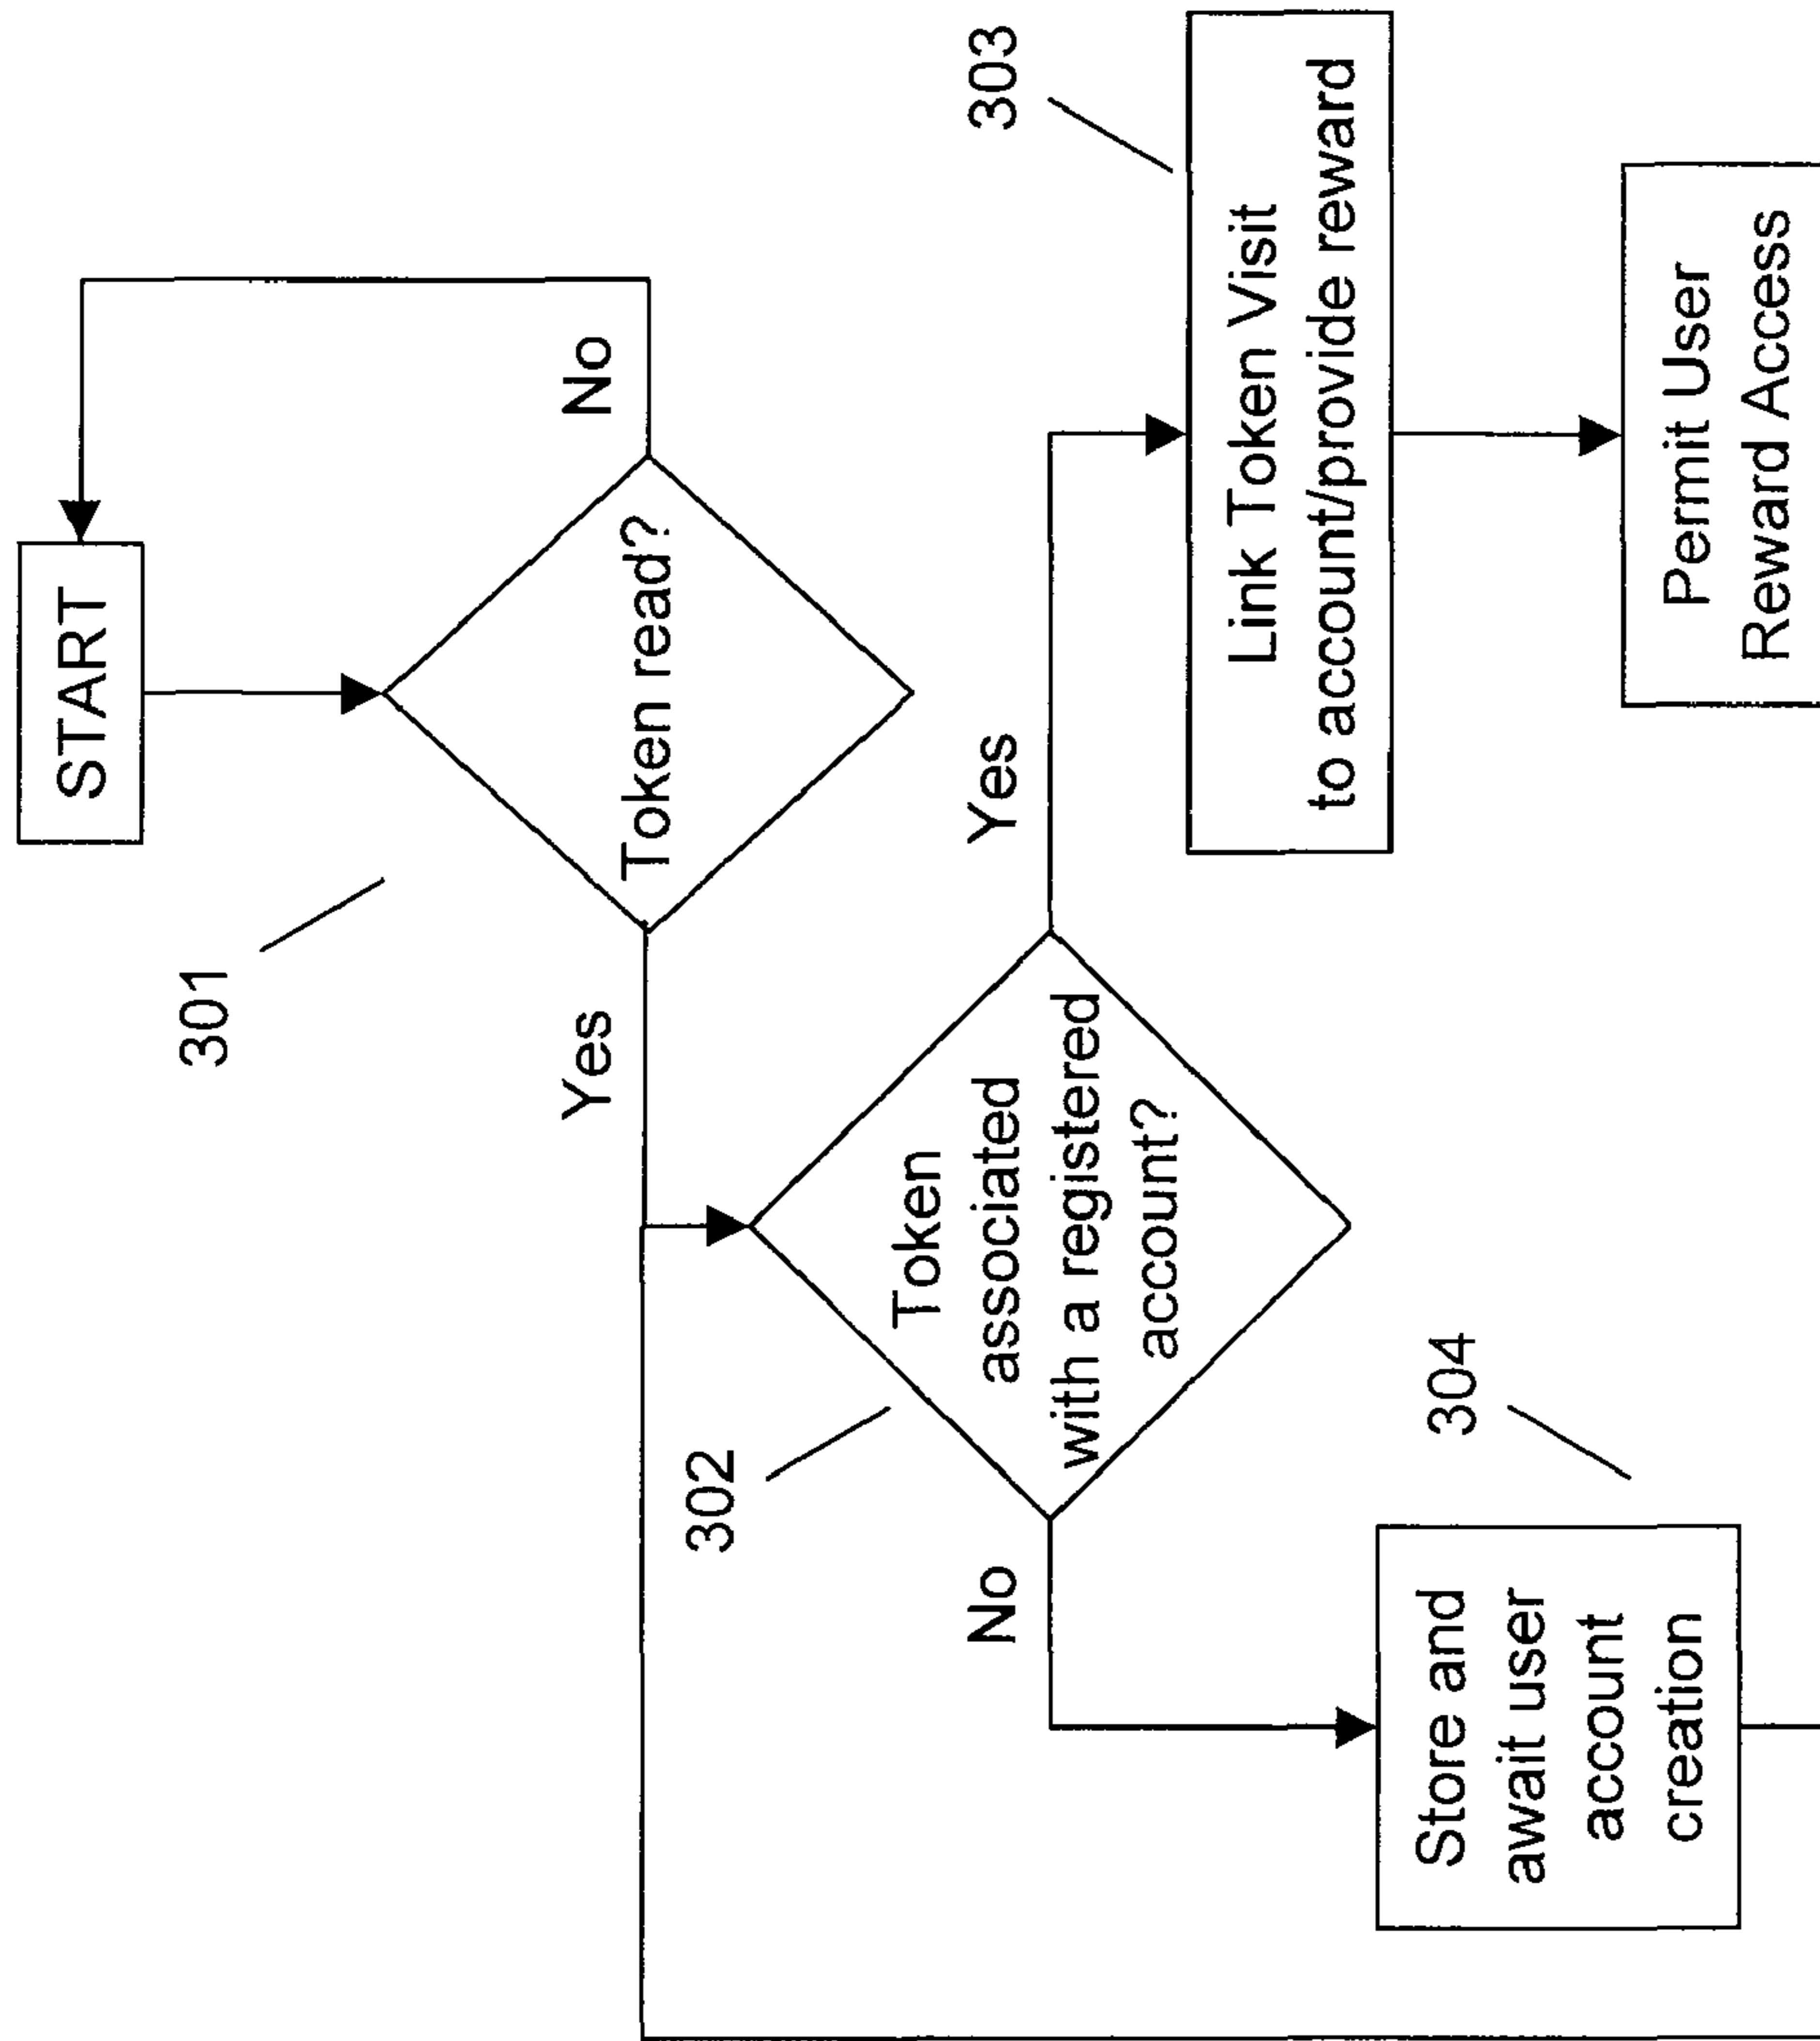 START
301
Token read?
No
Yes
302
Token
associated
with a registered
account?
Yes
No
303
Link Token Visit
to account/provide reward
304
Store and
await user
account
creation
Permit User
Reward Access